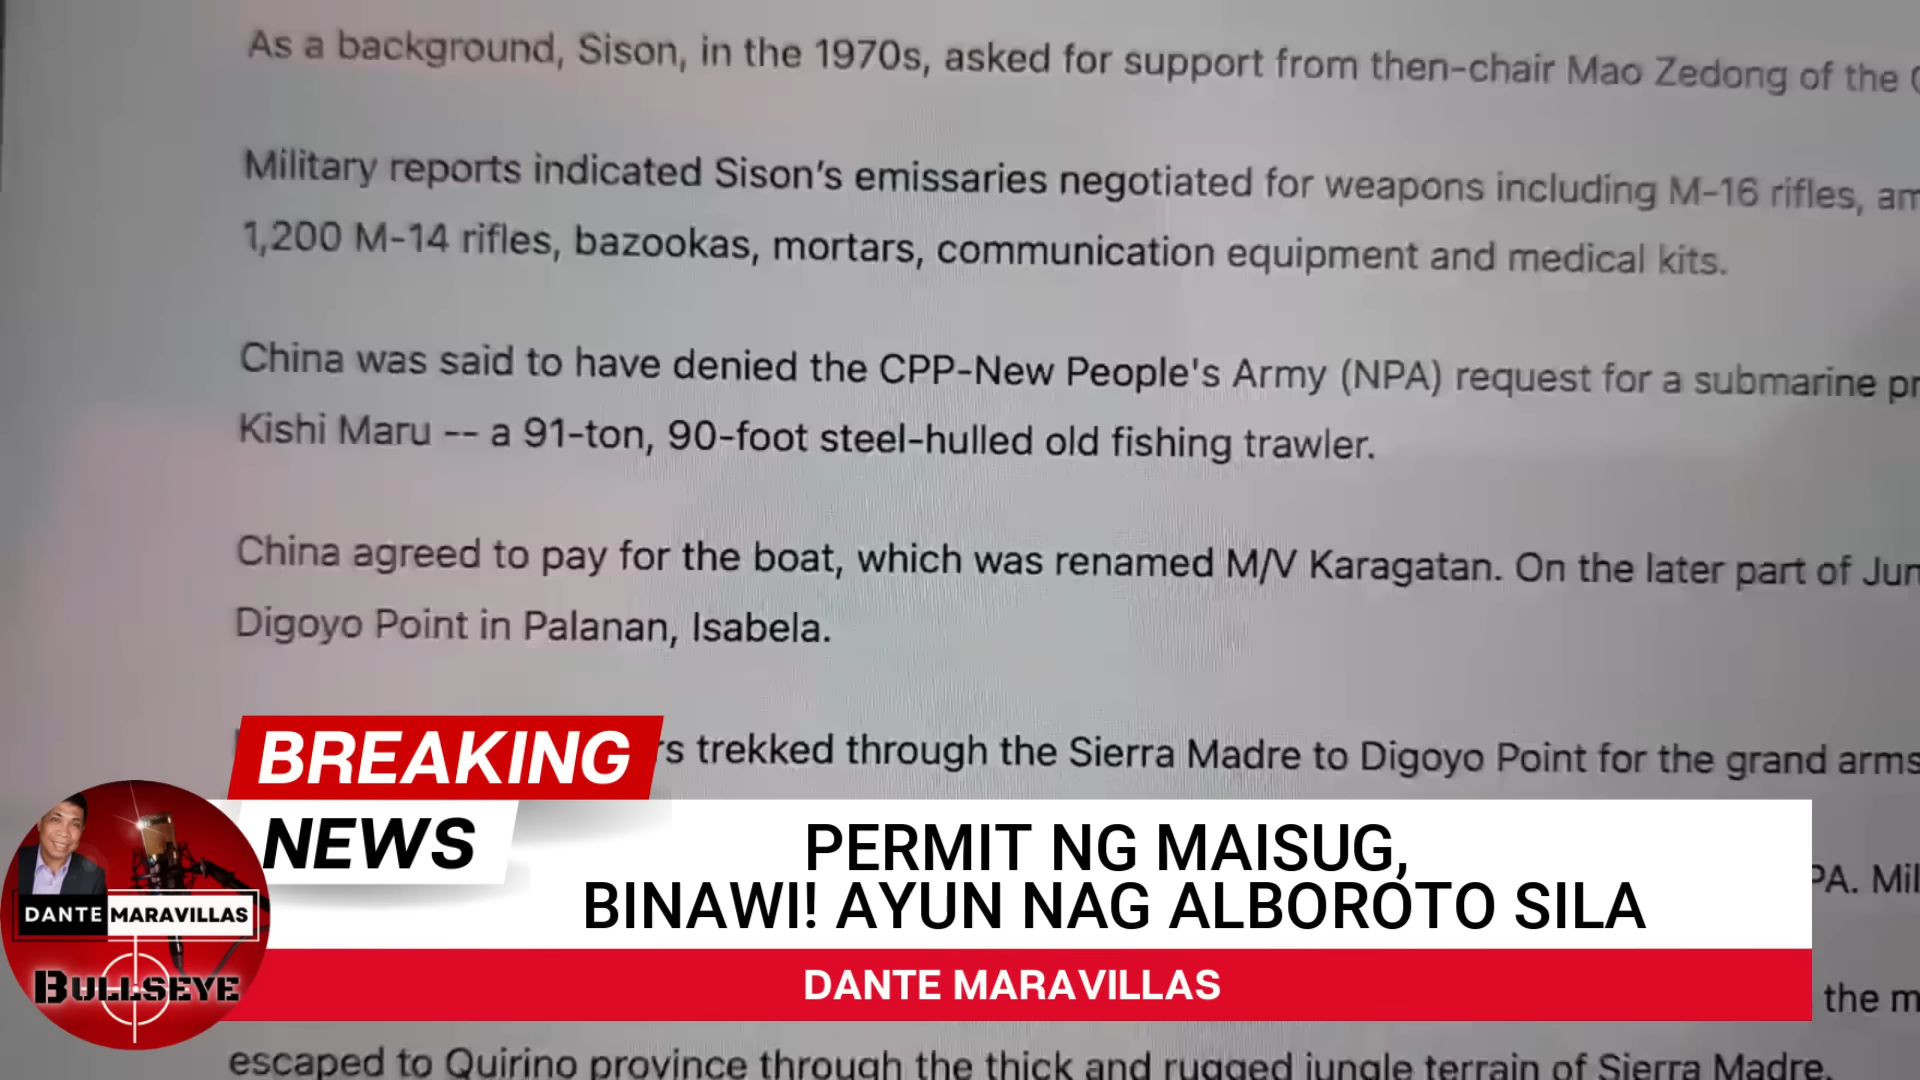 As a background, Sison, in the 1970s, asked for support from then-chair Mao Zedong of the
Military reports indicated Sison's emissaries negotiated for weapons including M-16 rifles,
1,200 M-14 rifles, bazookas, mortars, communication equipment and medical kits.
China was said to have denied the CPP-New People's Army (NPA) request for a submarine
Kishi Maru -- a 91-ton, 90-foot steel-hulled old fishing trawler.
China agreed to pay for the boat, which was renamed M/V Karagatan. On the later part of
Digoyo Point in Palanan, Isabela.
trekked through the Sierra Madre to Digoyo Point for the grand arms
BREAKING
NEWS
PERMIT NG MAISUG,
BINAWI! AYUN NAG ALBOROTO SILA
DANTE MARAVILLAS
DANTE MARAVILLAS
BULLSEYE
the
escaped to Quirino province through the thick and rugged jungle terrain of Sierra Madre.